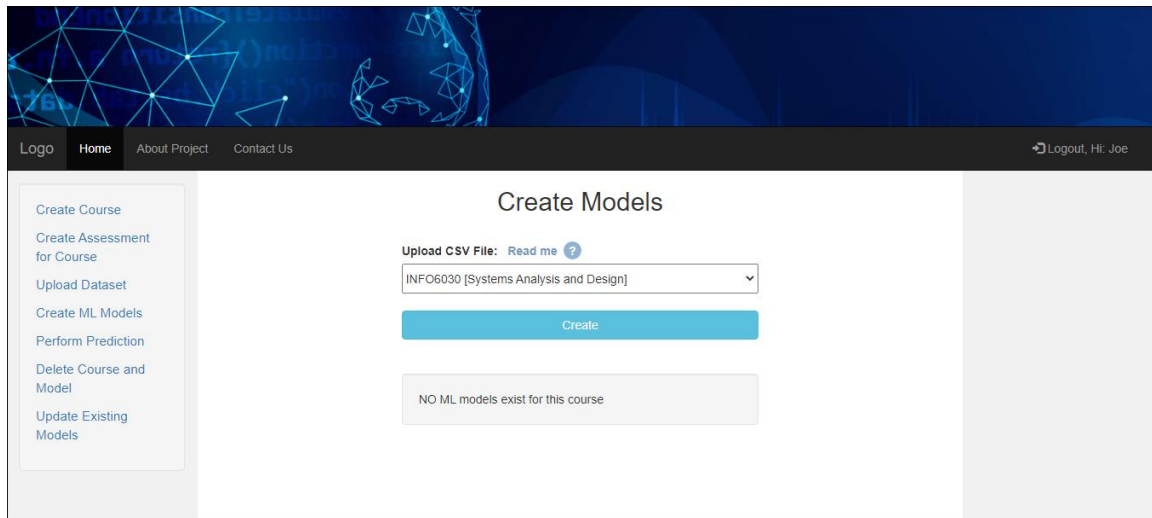 Logo Home About Project Contact Us Logout, Hi: Joe
Create Course
Create Assessment
for Course
Upload Dataset
Create ML Models
Perform Prediction
Delete Course and
Model
Update Existing
Models
Create Models
Upload CSV File: Read me ?
INFO6030 [Systems Analysis and Design]
Create
NO ML models exist for this course